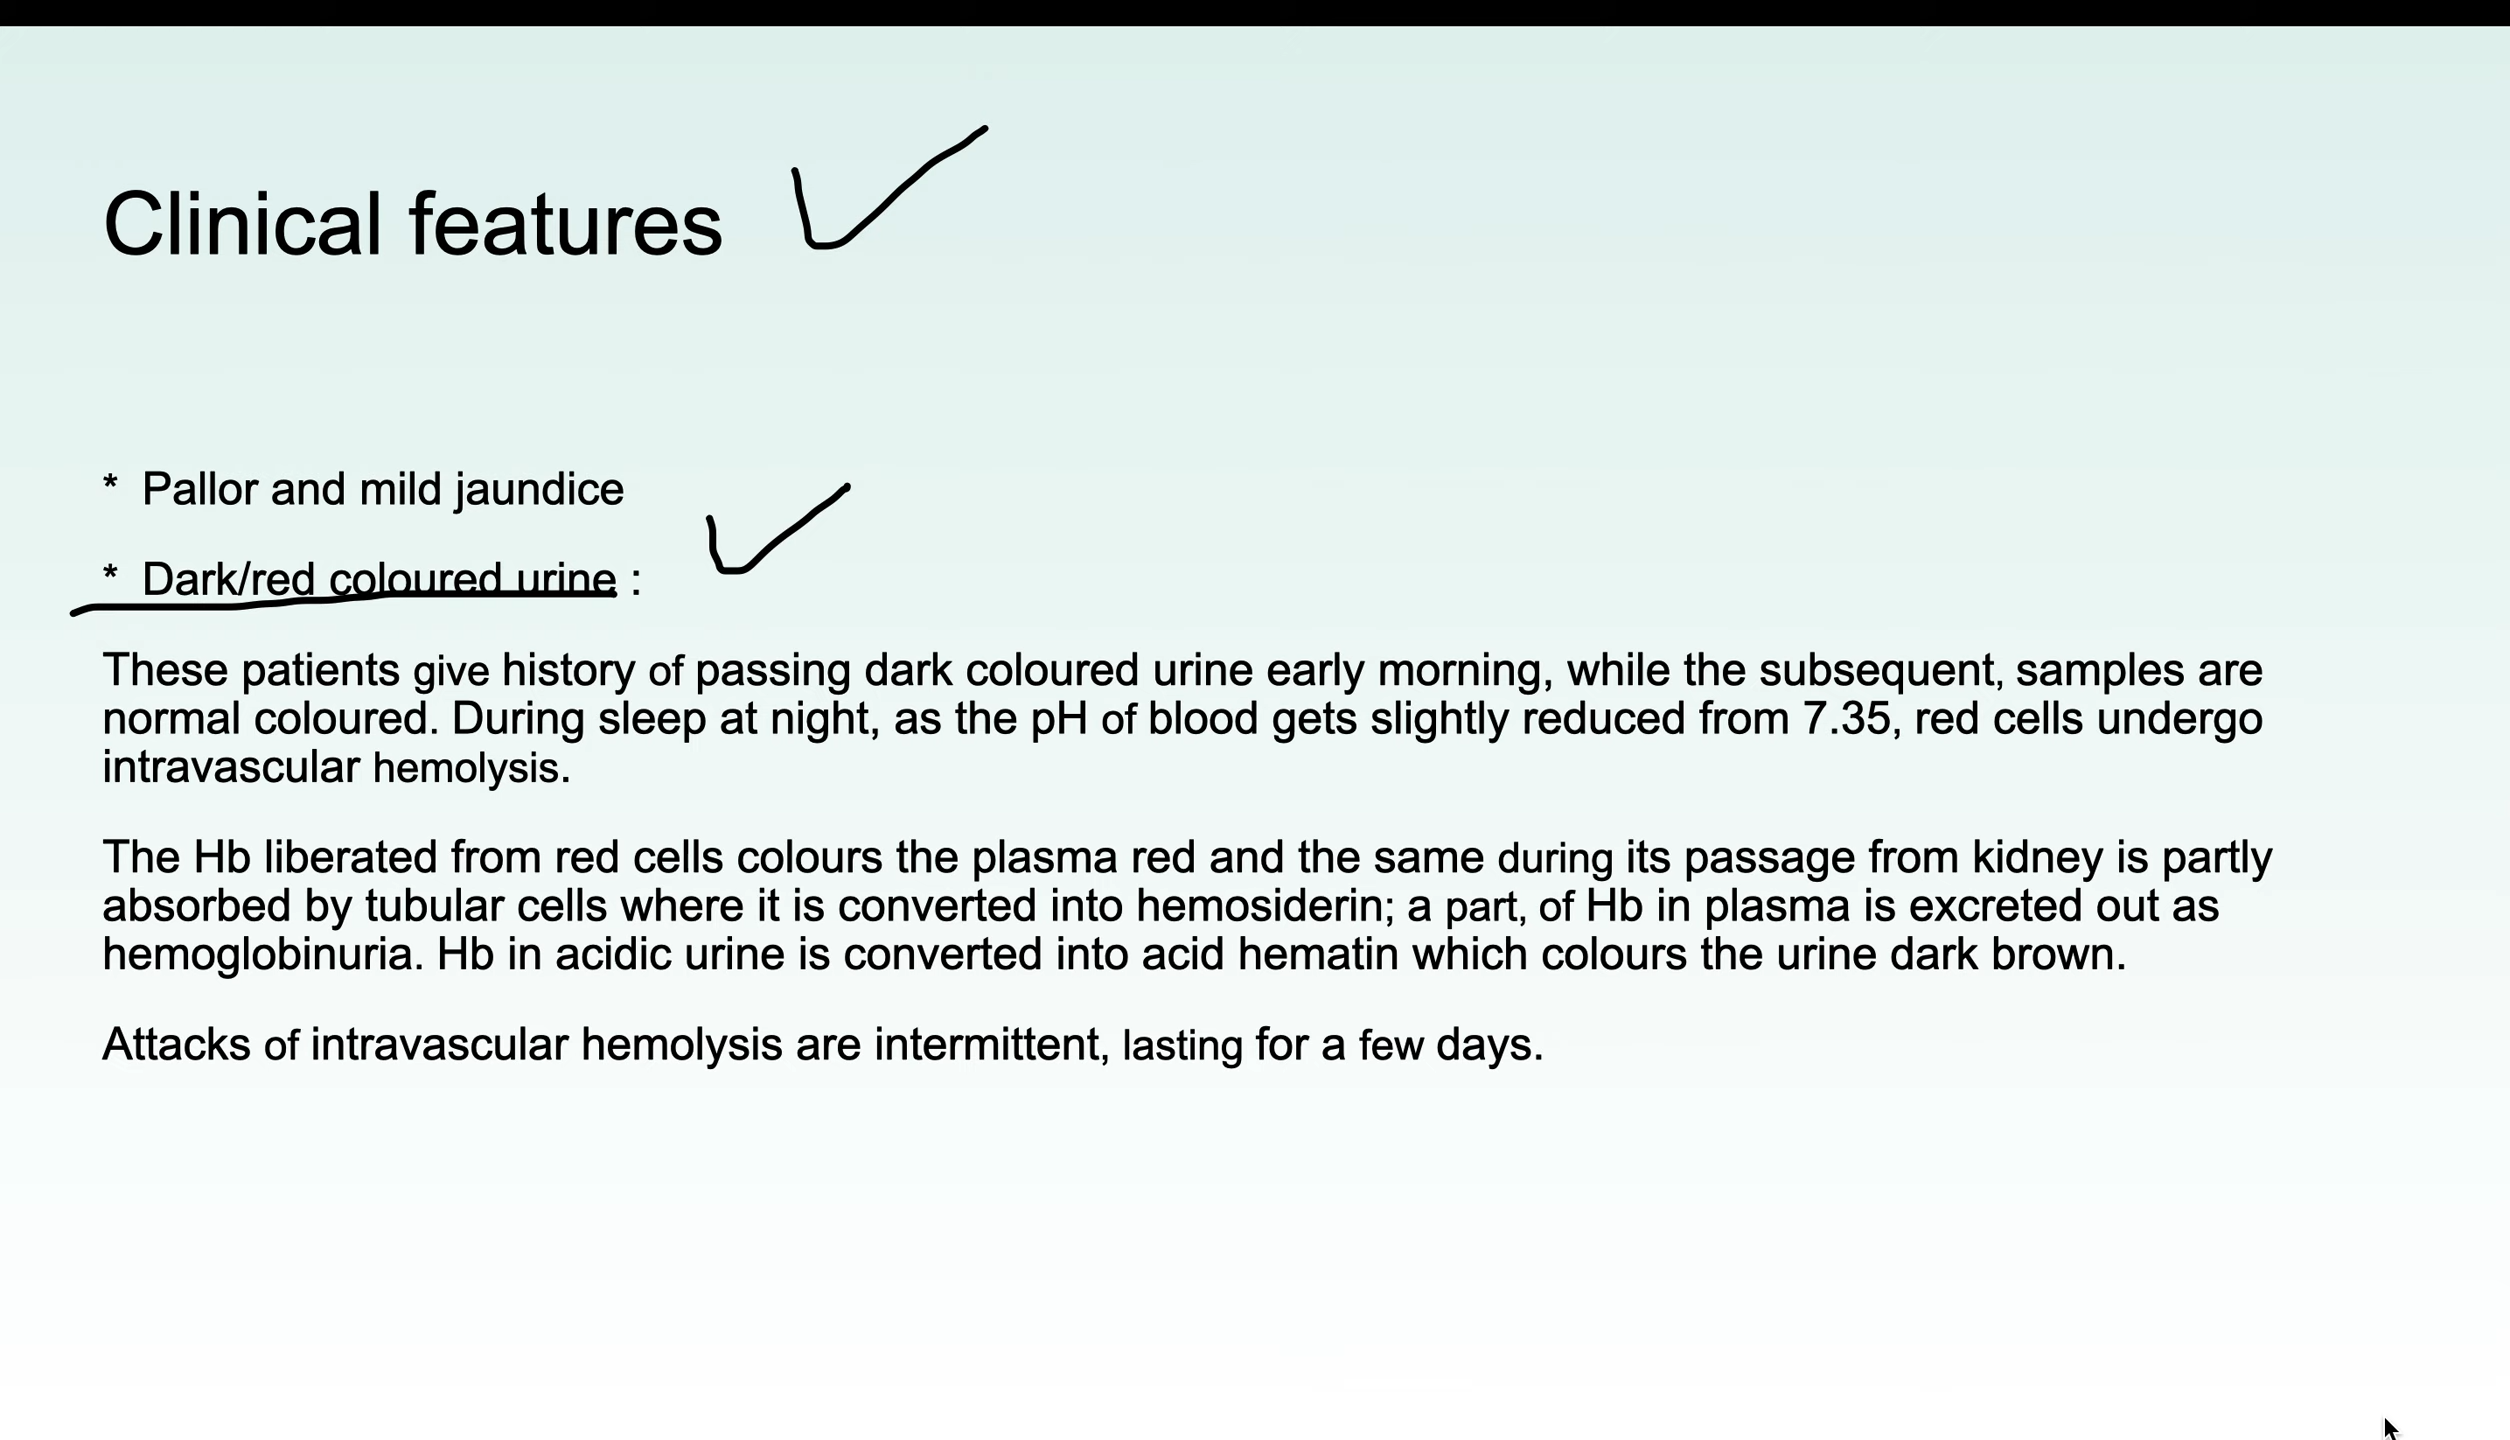 Clinical features
* Pallor and mild jaundice
* Dark/red coloured urine :
These patients give history of passing dark coloured urine early morning, while the subsequent, samples are
normal coloured. During sleep at night, as the pH of blood gets slightly reduced from 7.35, red cells undergo
intravascular hemolysis.
The Hb liberated from red cells colours the plasma red and the same during its passage from kidney is partly
absorbed by tubular cells where it is converted into hemosiderin; a part, of Hb in plasma is excreted out as
hemoglobinuria. Hb in acidic urine is converted into acid hematin which colours the urine dark brown.
Attacks of intravascular hemolysis are intermittent, lasting for a few days.